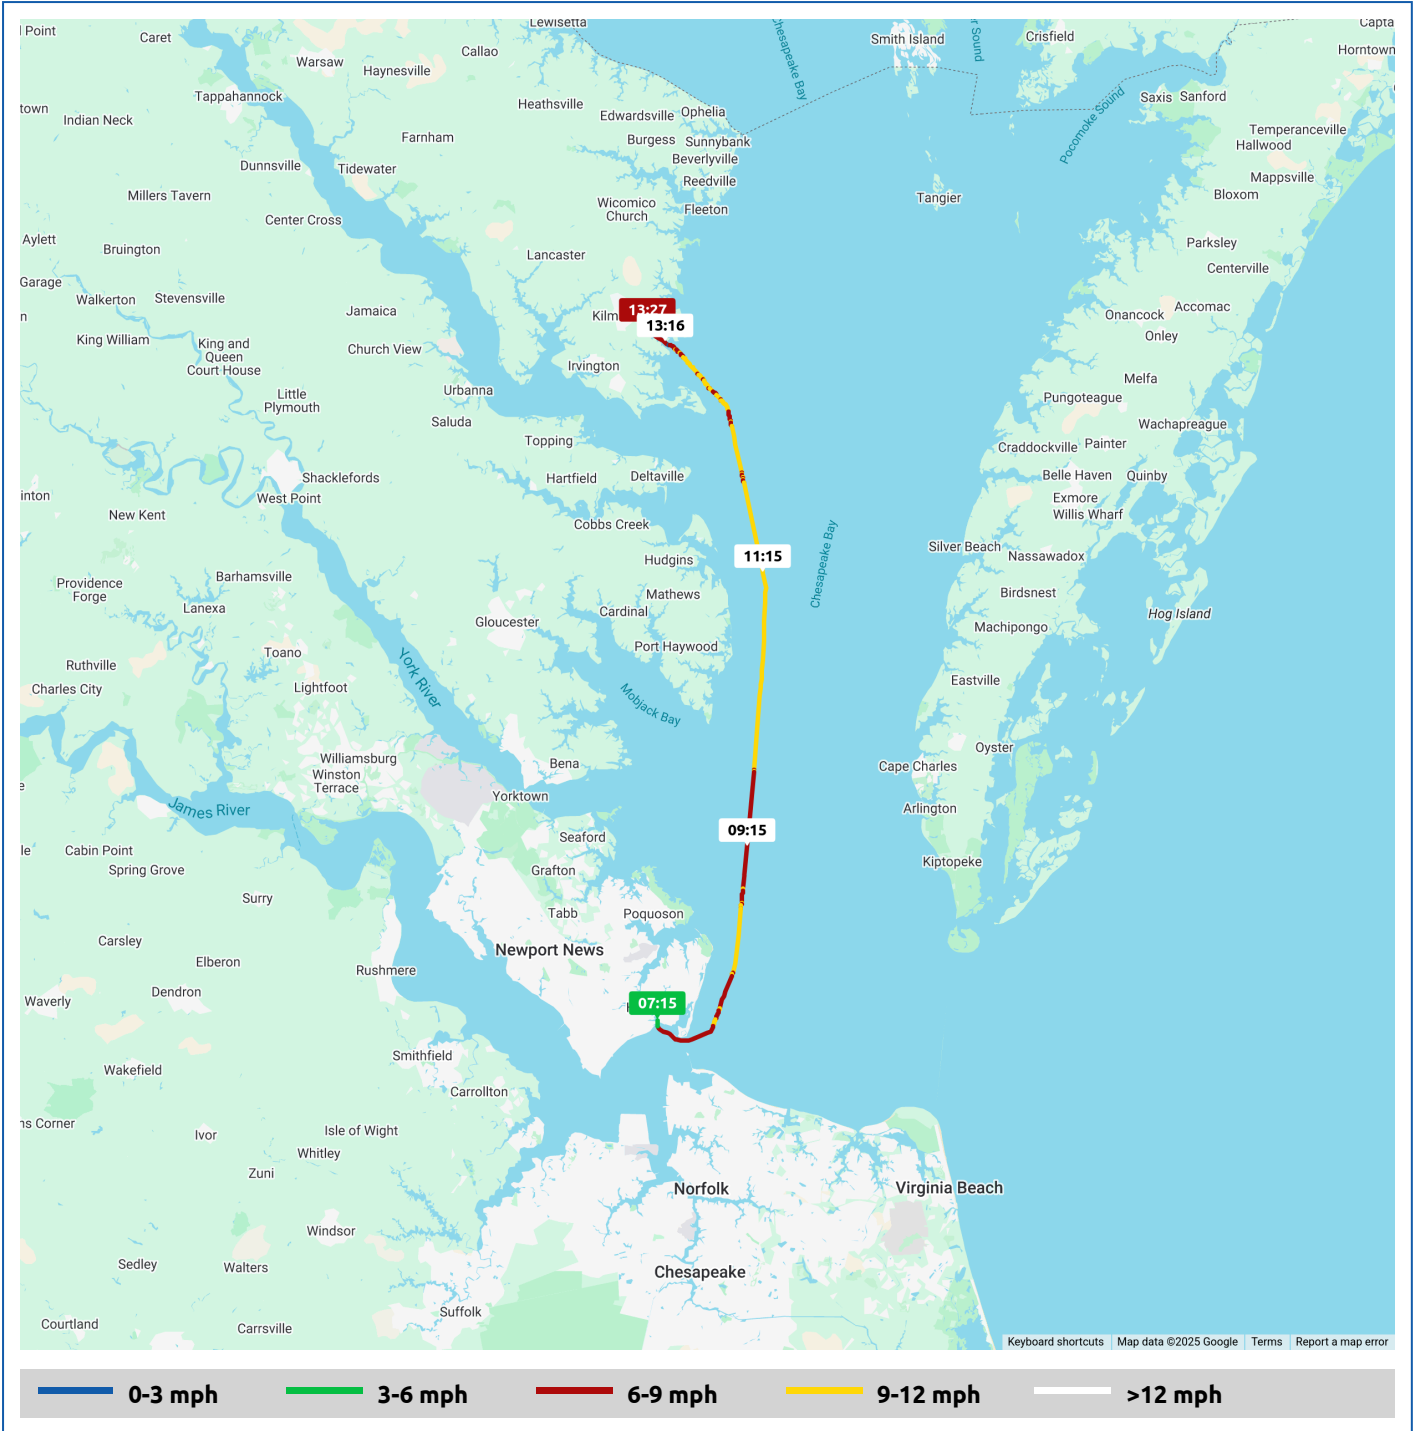 Lewisetta
Capta
l Point
Caret
Smith Island
Crisfield
r Sound
Callao
Horntown
Warsaw
Haynesville
Chesapeake Bay
Tappahannock
Saxis
Sanford
Heathsville
town
Indian Neck
Edwardsville
Ophelia
Pocomoke Sound
Temperanceville
Farnham
Burgess
Sunnybank
Hallwood
Beverlyville
Dunnsville
Tidewater
Mappsville
Reedville
Millers Tavern
Bloxom
Tangier
Wicomico
Church
Fleeton
Center Cross
Aylett
Bruington
Parksley
Lancaster
Centerville
Garage
Walkerton
Stevensville
Accomac
Jamaica
13:27
Kilm
13:16
Onancock
n
King William
King and
Queen
Court House
Onley
Church View
Irvington
Melfa
Little
Plymouth
Urbanna
Pungoteague
Saluda
Wachapreague
Topping
Craddockville
Painter
Shacklefords
Hartfield
Deltaville
Belle Haven
Quinby
inton
West Point
Exmore
New Kent
Willis Wharf
Cobbs Creek
Silver Beach
11:15
Hudgins
Nassawadox
Chesapeake Bay
Providence
Forge
Barhamsville
Mathews
Birdsnest
Lanexa
Cardinal
Hog Island
Gloucester
Machipongo
Toano
Port Haywood
Ruthville
York River
Charles City
Lightfoot
Eastville
Mobjack Bay
Oyster
Williamsburg
Bena
Cape Charles
Winston
Terrace
e
Yorktown
James River
Arlington
09:15
Seaford
le
Cabin Point
Kiptopeke
Spring Grove
Grafton
Surry
Tabb
Poquoson
Carsley
Newport News
Elberon
Rushmere
Dendron
Waverly
07:15
Smithfield
Wakefield
Carrollton
ns Corner
Ivor
Isle of Wight
Whitley
Zuni
Norfolk
Virginia Beach
Windsor
Sedley
Walters
Chesapeake
Suffolk
Courtland
Carrsville
Keyboard shortcuts
Map data ©2025 Google
Terms
Report a map error
0-3 mph
3-6 mph
6-9 mph
9-12 mph
>12 mph